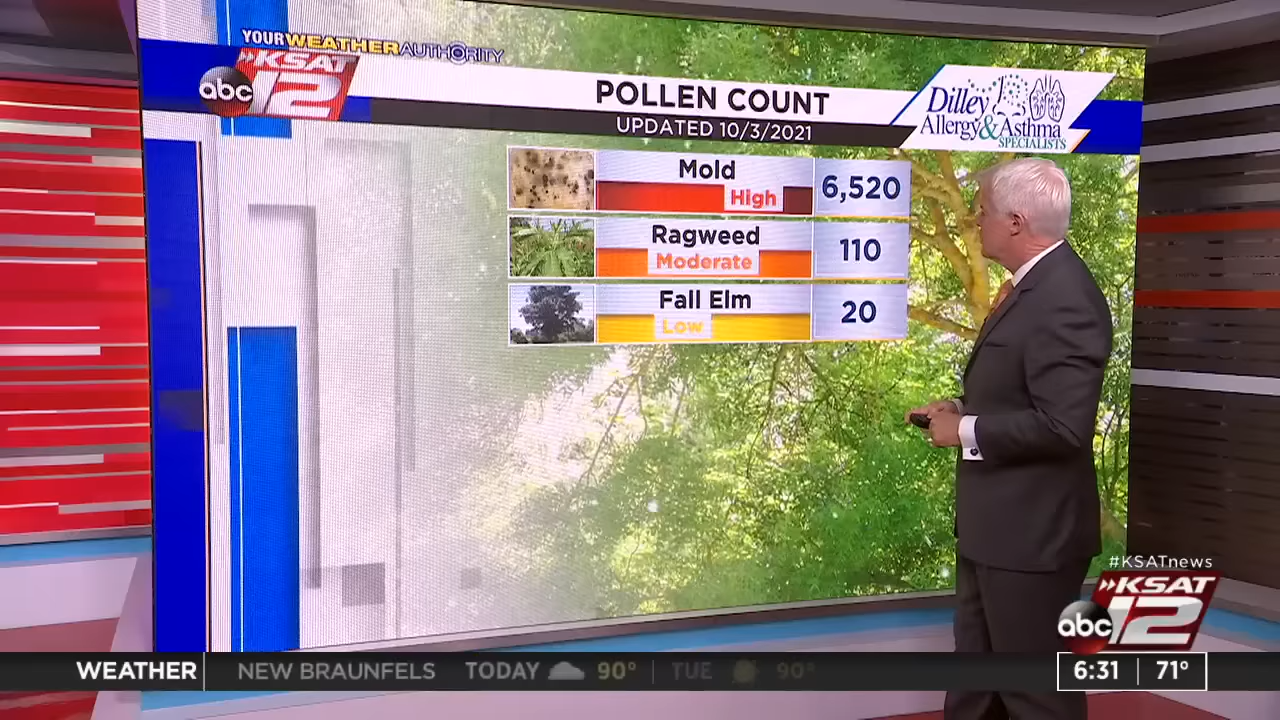 YOUR WEATHER AUTHORITY
KSAT
abc 12
POLLEN COUNT
UPDATED 10/3/2021
Dilley
Allergy & Asthma
SPECIALISTS
Mold
High
6,520
Ragweed
Moderate
110
Fall Elm
Low
20
#KSATnews
KSAT
abc 12
WEATHER NEW BRAUNFELS TODAY 90° TUE 90°
6:31 71°